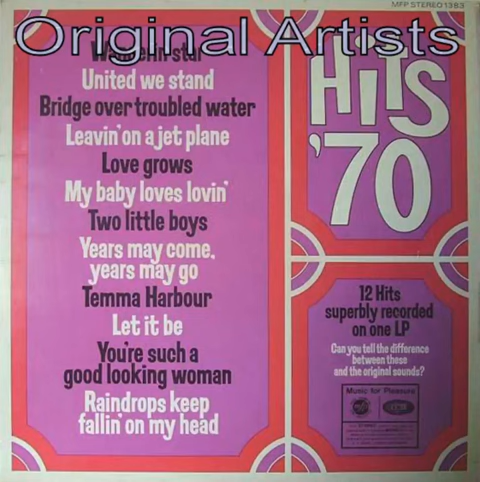 MFP STEREO 1383
Original Artists
Wand'rin star
United we stand
Bridge over troubled water
Leavin' on a jet plane
Love grows
My baby loves lovin'
Two little boys
Years may come,
years may go
Temma Harbour
Let it be
You're such a
good looking woman
Raindrops keep
fallin' on my head
HITS
'70
12 Hits
superbly recorded
on one LP
Can you tell the difference
between these
and the original sounds?
Music for Pleasure